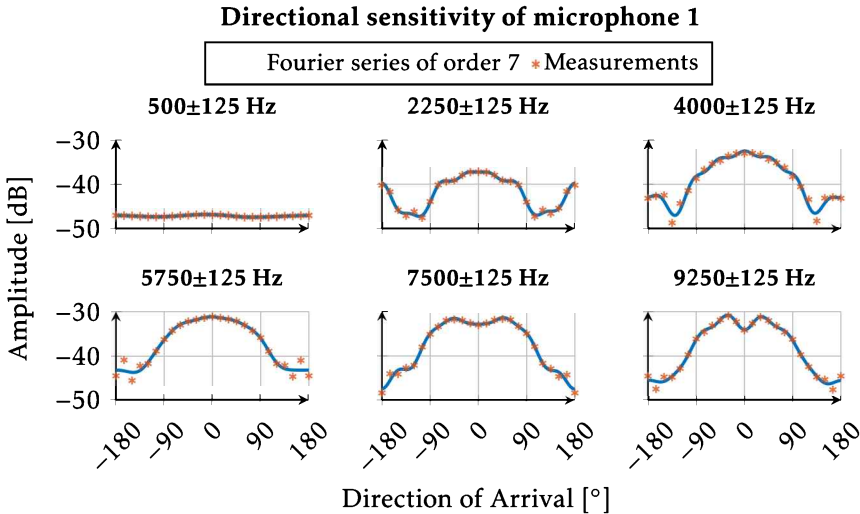 Directional sensitivity of microphone 1
Fourier series of order 7 * Measurements
500±125 Hz 2250±125 Hz 4000±125 Hz
−30
−40
−50
5750±125 Hz 7500±125 Hz 9250±125 Hz
−30
−40
−50
Amplitude [dB]
−180 −90 0 90 180 −180 −90 0 90 180 −180 −90 0 90 180
Direction of Arrival [°]